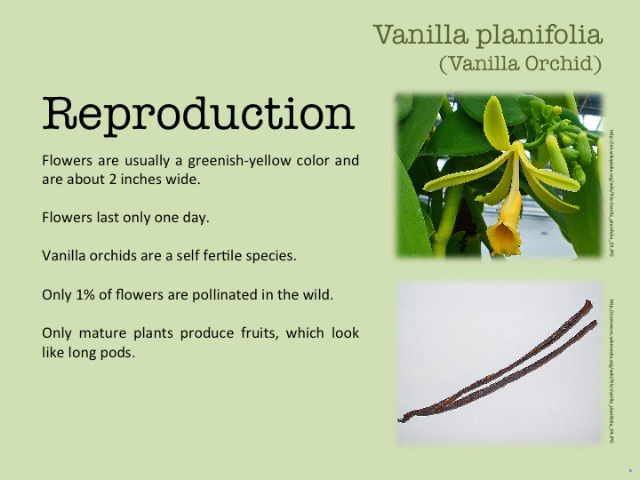 Vanilla planifolia
(Vanilla Orchid)
Reproduction
Flowers are usually a greenish-yellow color and
are about 2 inches wide.
Flowers last only one day.
Vanilla orchids are a self fertile species.
Only 1% of flowers are pollinated in the wild.
Only mature plants produce fruits, which look
like long pods.